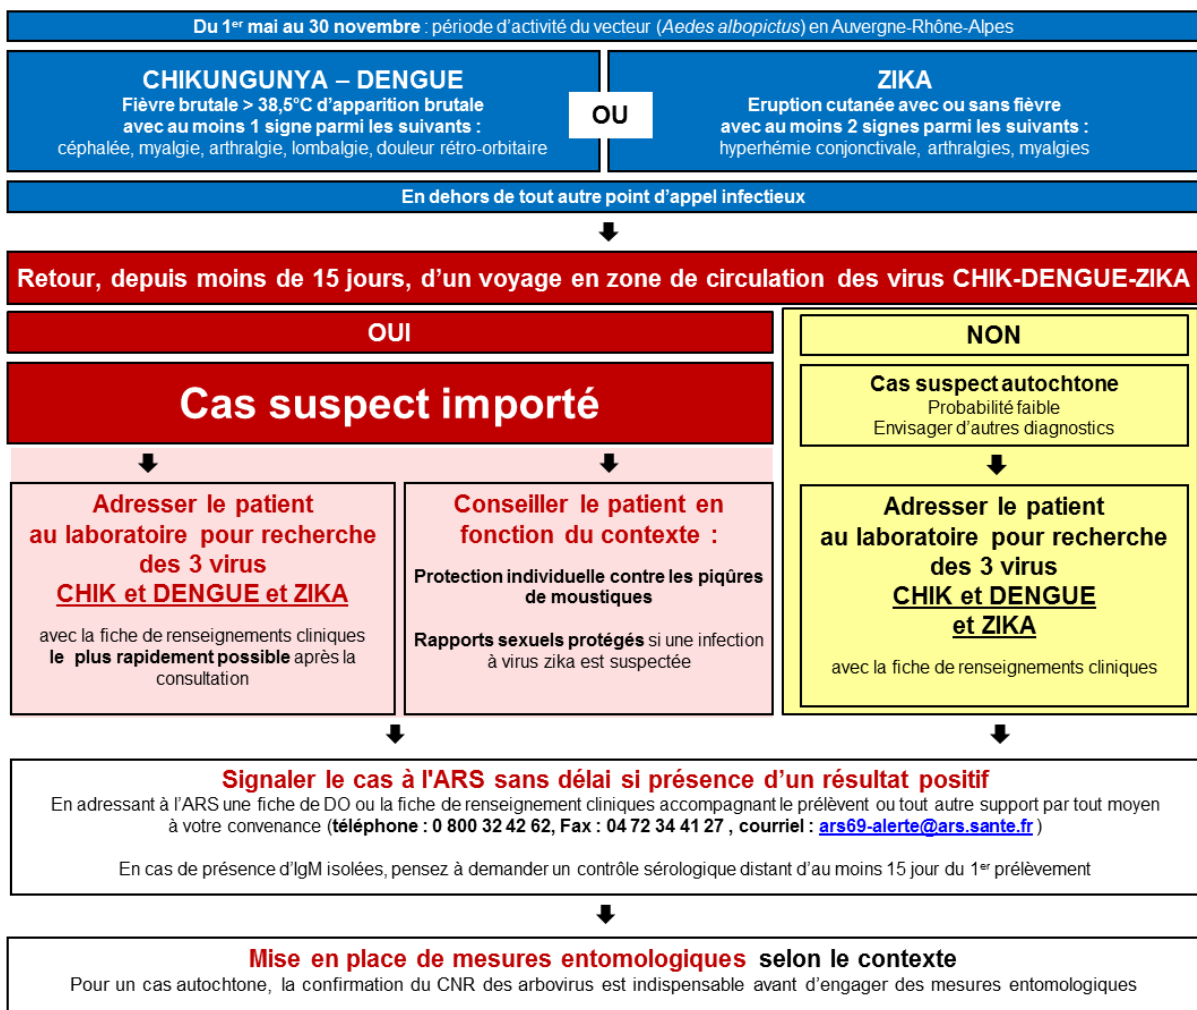 Du 1er mai au 30 novembre : période d'activité du vecteur (Aedes albopictus) en Auvergne-Rhône-Alpes
CHIKUNGUNYA – DENGUE
Fièvre brutale > 38,5°C d'apparition brutale
avec au moins 1 signe parmi les suivants :
céphalée, myalgie, arthralgie, lombalgie, douleur rétro-orbitaire
OU
ZIKA
Eruption cutanée avec ou sans fièvre
avec au moins 2 signes parmi les suivants :
hyperhémie conjonctivale, arthralgies, myalgies
En dehors de tout autre point d'appel infectieux
Retour, depuis moins de 15 jours, d'un voyage en zone de circulation des virus CHIK-DENGUE-ZIKA
OUI
Cas suspect importé
Adresser le patient
au laboratoire pour recherche
des 3 virus
CHIK et DENGUE et ZIKA
avec la fiche de renseignements cliniques
le plus rapidement possible après la
consultation
Conseiller le patient en
fonction du contexte :
Protection individuelle contre les piqûres
de moustiques
Rapports sexuels protégés si une infection
à virus zika est suspectée
NON
Cas suspect autochtone
Probabilité faible
Envisager d'autres diagnostics
Adresser le patient
au laboratoire pour recherche
des 3 virus
CHIK et DENGUE
et ZIKA
avec la fiche de renseignements cliniques
Signaler le cas à l'ARS sans délai si présence d'un résultat positif
En adressant à l'ARS une fiche de DO ou la fiche de renseignement cliniques accompagnant le prélèvent ou tout autre support par tout moyen
à votre convenance (téléphone : 0 800 32 42 62, Fax : 04 72 34 41 27 , courriel : ars69-alerte@ars.sante.fr )
En cas de présence d'IgM isolées, pensez à demander un contrôle sérologique distant d'au moins 15 jour du 1er prélèvement
Mise en place de mesures entomologiques selon le contexte
Pour un cas autochtone, la confirmation du CNR des arbovirus est indispensable avant d'engager des mesures entomologiques